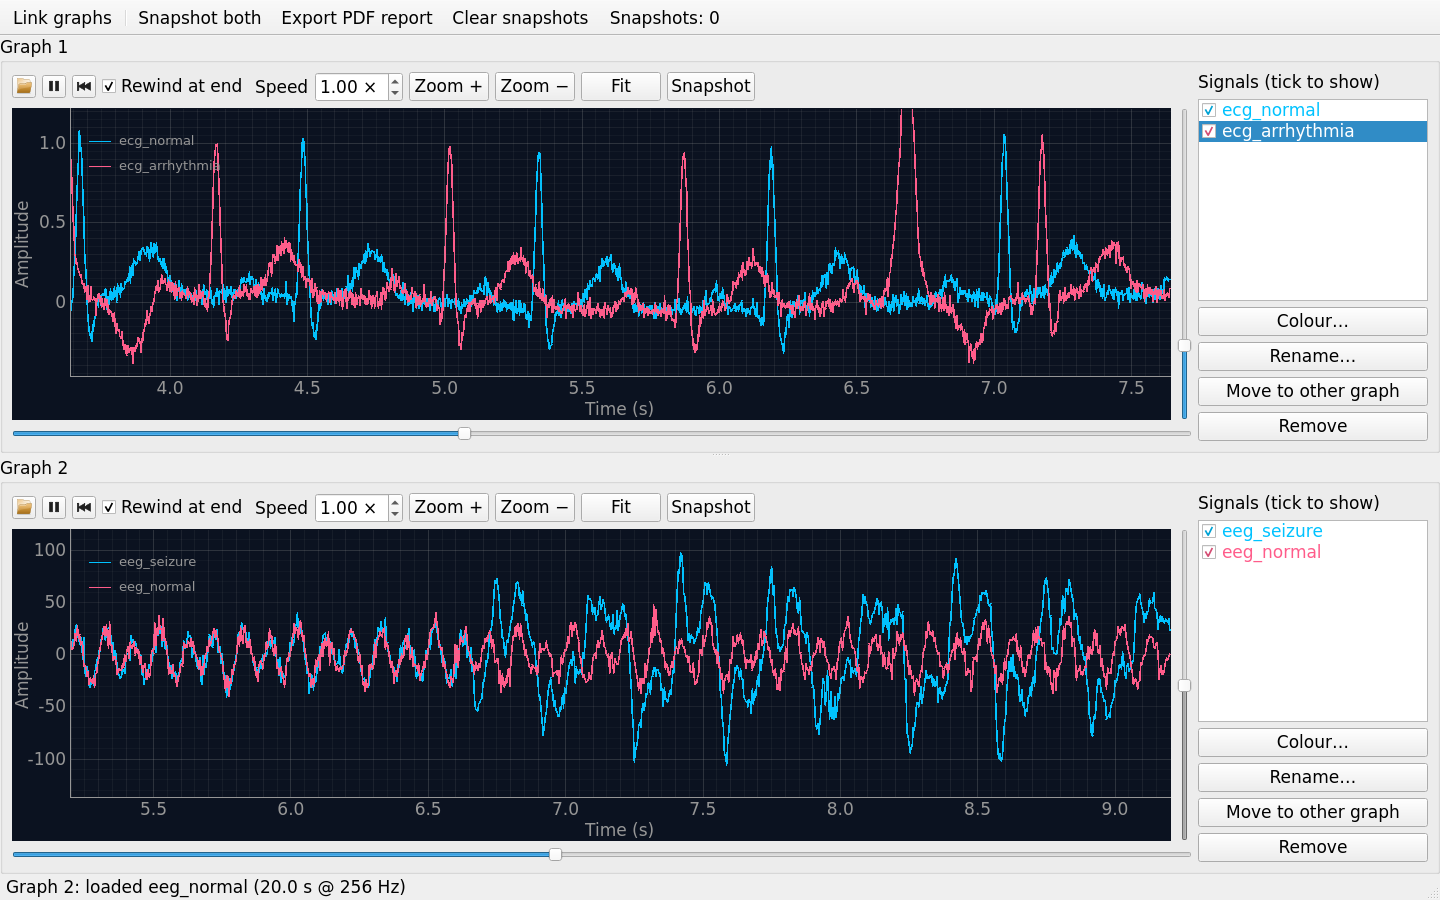 Link graphs Snapshot both Export PDF report Clear snapshots Snapshots: 0
Graph 1
Rewind at end Speed 1.00 × Zoom + Zoom − Fit Snapshot
Signals (tick to show)
ecg_normal
ecg_arrhythmia
Colour...
Rename...
Move to other graph
Remove
ecg_normal
ecg_arrhythmia
Amplitude
1.0
0.5
0
4.0 4.5 5.0 5.5 6.0 6.5 7.0 7.5
Time (s)
Graph 2
Rewind at end Speed 1.00 × Zoom + Zoom − Fit Snapshot
Signals (tick to show)
eeg_seizure
eeg_normal
Colour...
Rename...
Move to other graph
Remove
eeg_seizure
eeg_normal
Amplitude
100
50
0
-50
-100
5.5 6.0 6.5 7.0 7.5 8.0 8.5 9.0
Time (s)
Graph 2: loaded eeg_normal (20.0 s @ 256 Hz)